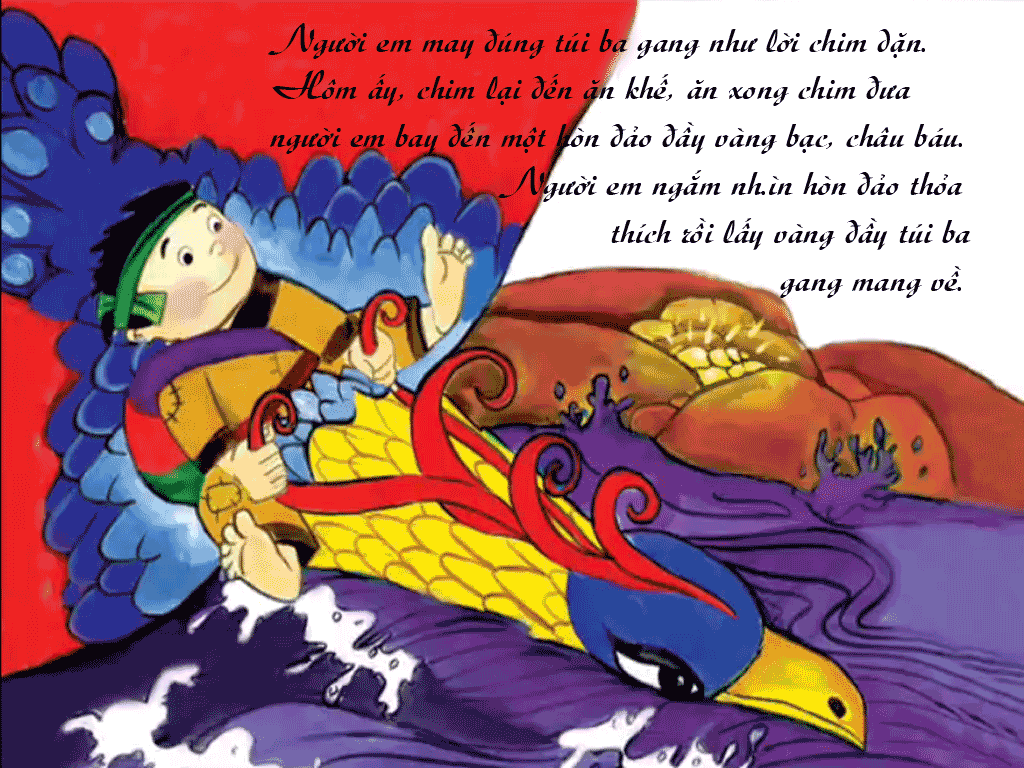 Người em may đúng túi ba gang như lời chim dặn.
Hôm ấy, chim lại đến ăn khế, ăn xong chim đưa
người em bay đến một hòn đảo đầy vàng bạc, châu báu.
Người em ngắm nh.ìn hòn đảo thỏa
thích rồi lấy vàng đầy túi ba
gang mang về.